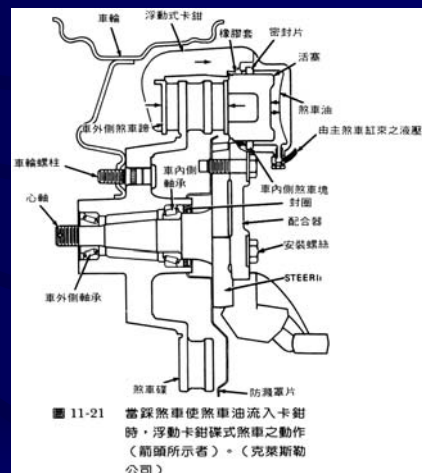 車輪
浮動式卡鉗
橡膠套
密封片
活塞
煞車油
由主煞車缸來之液壓
車外側煞車蹄
車輪螺柱
車內側軸承
車內側煞車塊
封圈
心軸
配合器
安裝螺絲
STEERI
車外側軸承
煞車碟
防濺罩片
圖 11-21 當踩煞車使煞車油流入卡鉗
時，浮動卡鉗碟式煞車之動作
（箭頭所示者）。（克萊斯勒
公司）